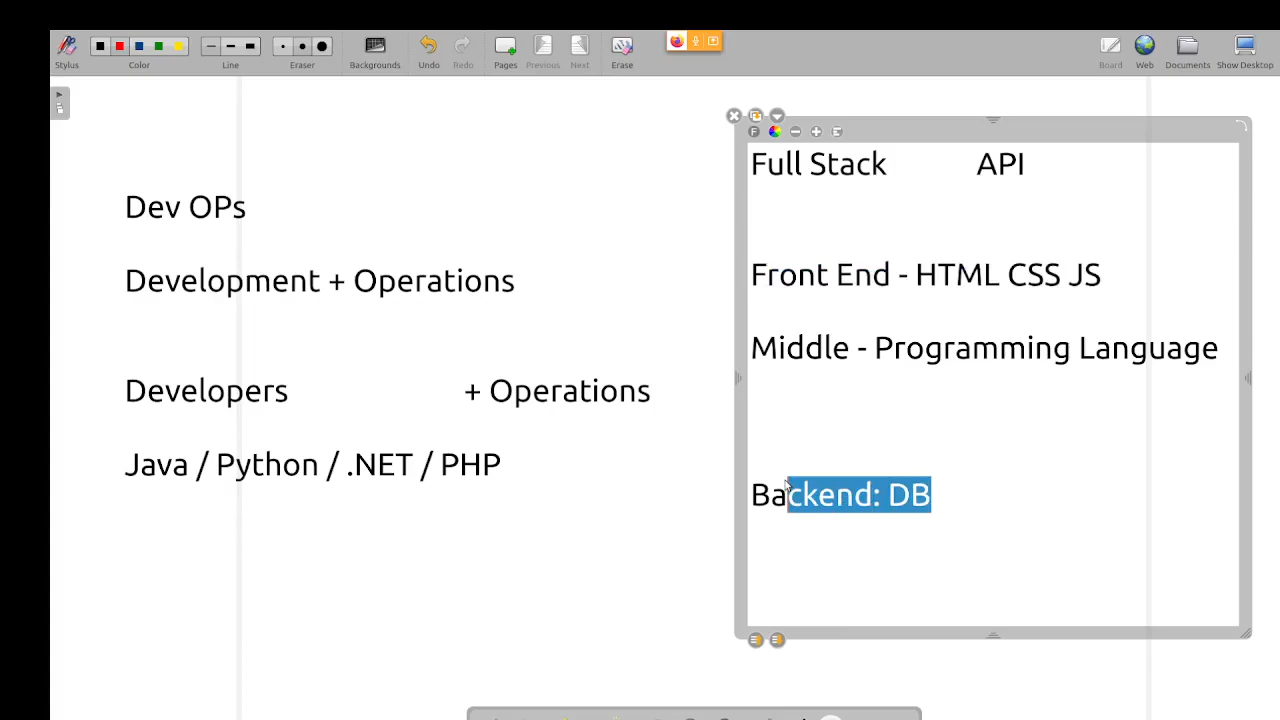 Stylus Color Line Eraser Backgrounds Undo Redo Pages Previous Next Erase Board Web Documents Show Desktop
Dev OPs
Development + Operations
Developers + Operations
Java / Python / .NET / PHP
F
Full Stack API
Front End - HTML CSS JS
Middle - Programming Language
Backend: DB